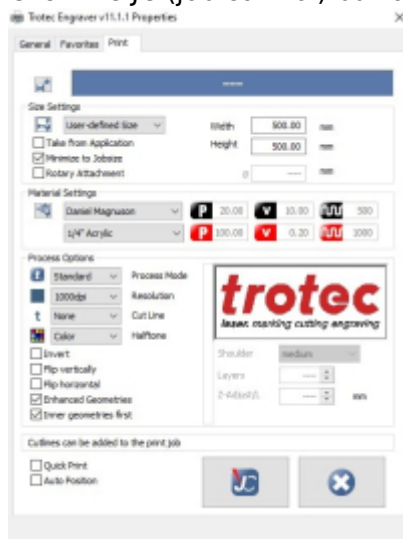 Trotec Engraver v11.1.1 Properties
General Favorites Print
Size Settings
User-defined Size Width 500.00 mm
Take from Application Height 500.00 mm
Minimize to Jobsize
Rotary Attachment mm
Material Settings
Daniel Magnuson P 20.00 V 10.00 500
1/4" Acrylic P 100.00 V 0.20 1000
Process Options
Standard Process Mode
1000dpi Resolution
t None Cut Line
Color Halftone
trotec
laser. marking cutting engraving
Invert
Flip vertically
Flip horizontal
Enhanced Geometries
Inner geometries first
Shoulder medium
Layers
Z-Adjust/L mm
Cutlines can be added to the print job
Quick Print
Auto Position
JC